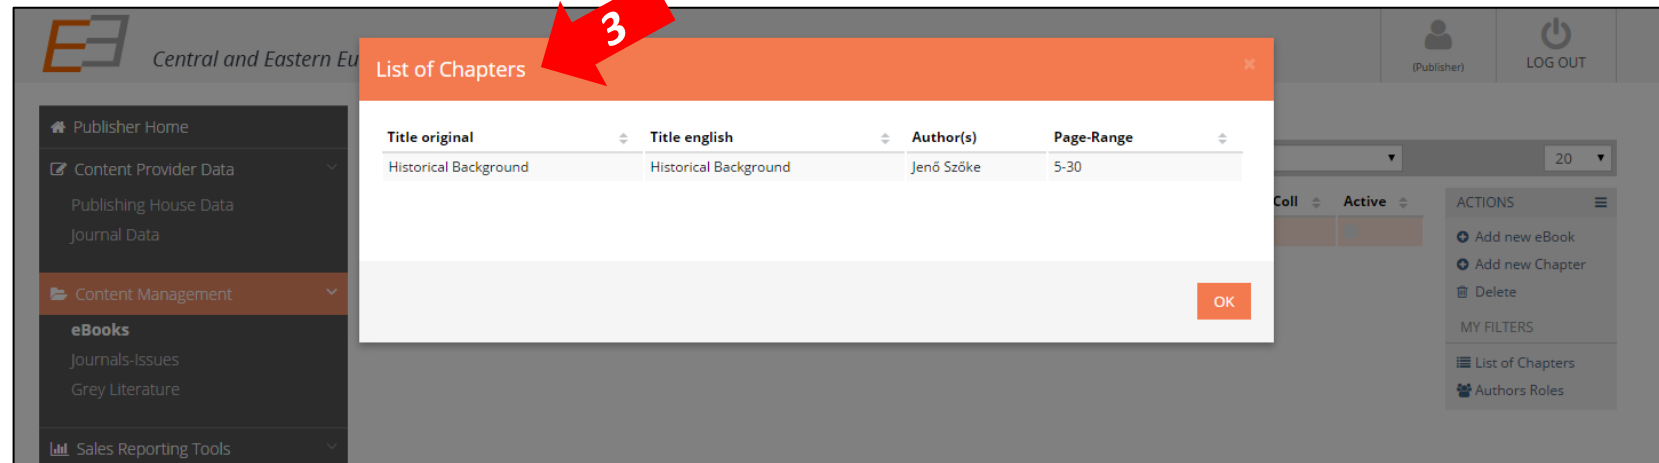 3
Central and Eastern Eu
(Publisher)
LOG OUT
List of Chapters
×
Title original Title english Author(s) Page-Range
Historical Background Historical Background Jenő Szőke 5-30
OK
Publisher Home
Content Provider Data
Publishing House Data
Journal Data
Content Management
eBooks
Journals-Issues
Grey Literature
Sales Reporting Tools
20
Coll Active
ACTIONS
Add new eBook
Add new Chapter
Delete
MY FILTERS
List of Chapters
Authors Roles